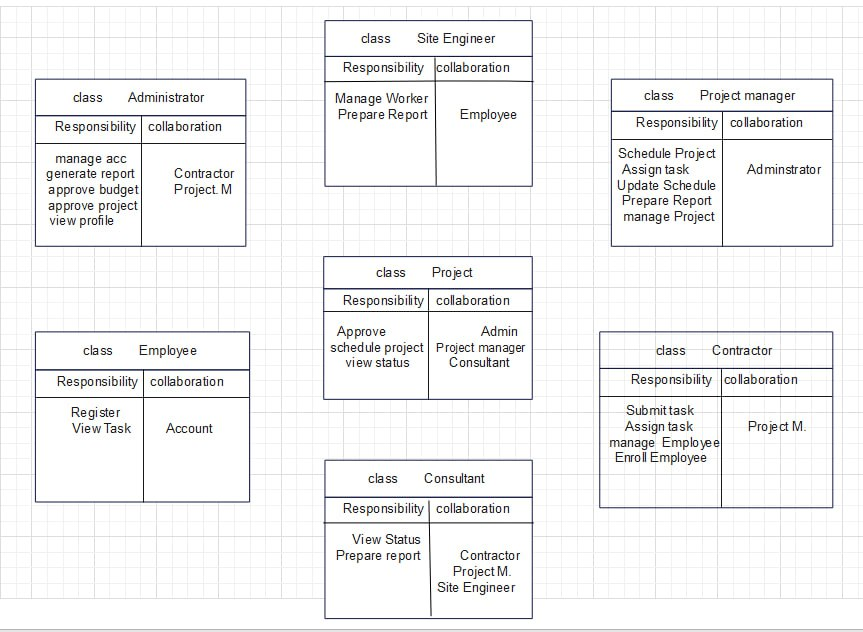 class Site Engineer
Responsibility collaboration
Manage Worker
Prepare Report
Employee
class Administrator
Responsibility collaboration
manage acc
generate report
approve budget
approve project
view profile
Contractor
Project. M
class Project manager
Responsibility collaboration
Schedule Project
Assign task
Update Schedule
Prepare Report
manage Project
Adminstrator
class Project
Responsibility collaboration
Approve
schedule project
view status
Admin
Project manager
Consultant
class Employee
Responsibility collaboration
Register
View Task
Account
class Contractor
Responsibility collaboration
Submit task
Assign task
manage Employee
Enroll Employee
Project M.
class Consultant
Responsibility collaboration
View Status
Prepare report
Contractor
Project M.
Site Engineer